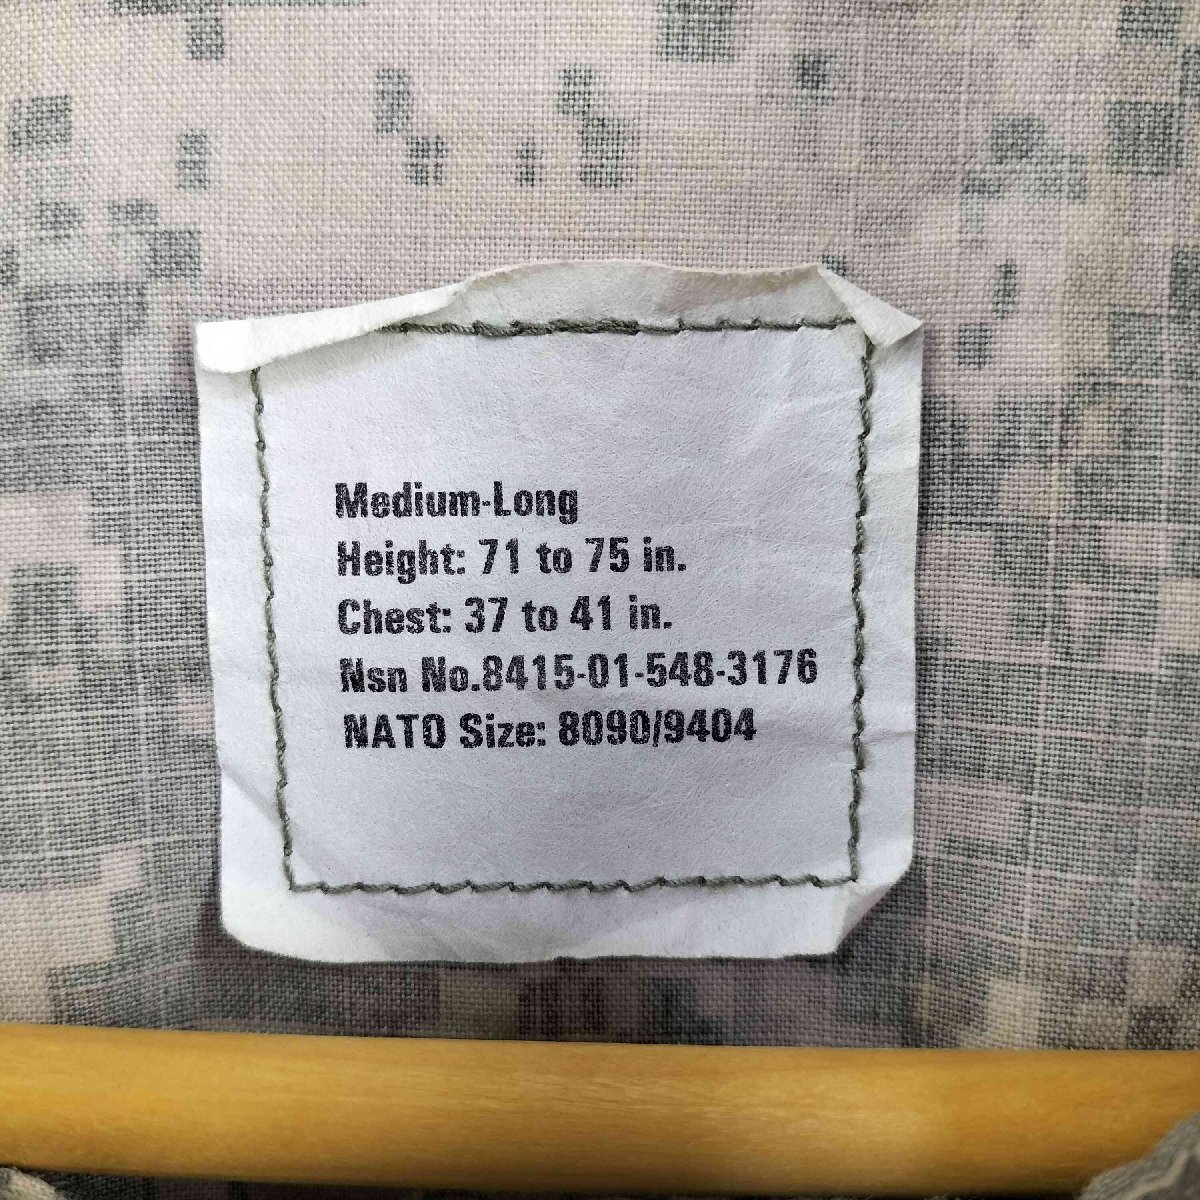 Medium-Long
Height: 71 to 75 in.
Chest: 37 to 41 in.
Nsn No.8415-01-548-3176
NATO Size: 8090/9404